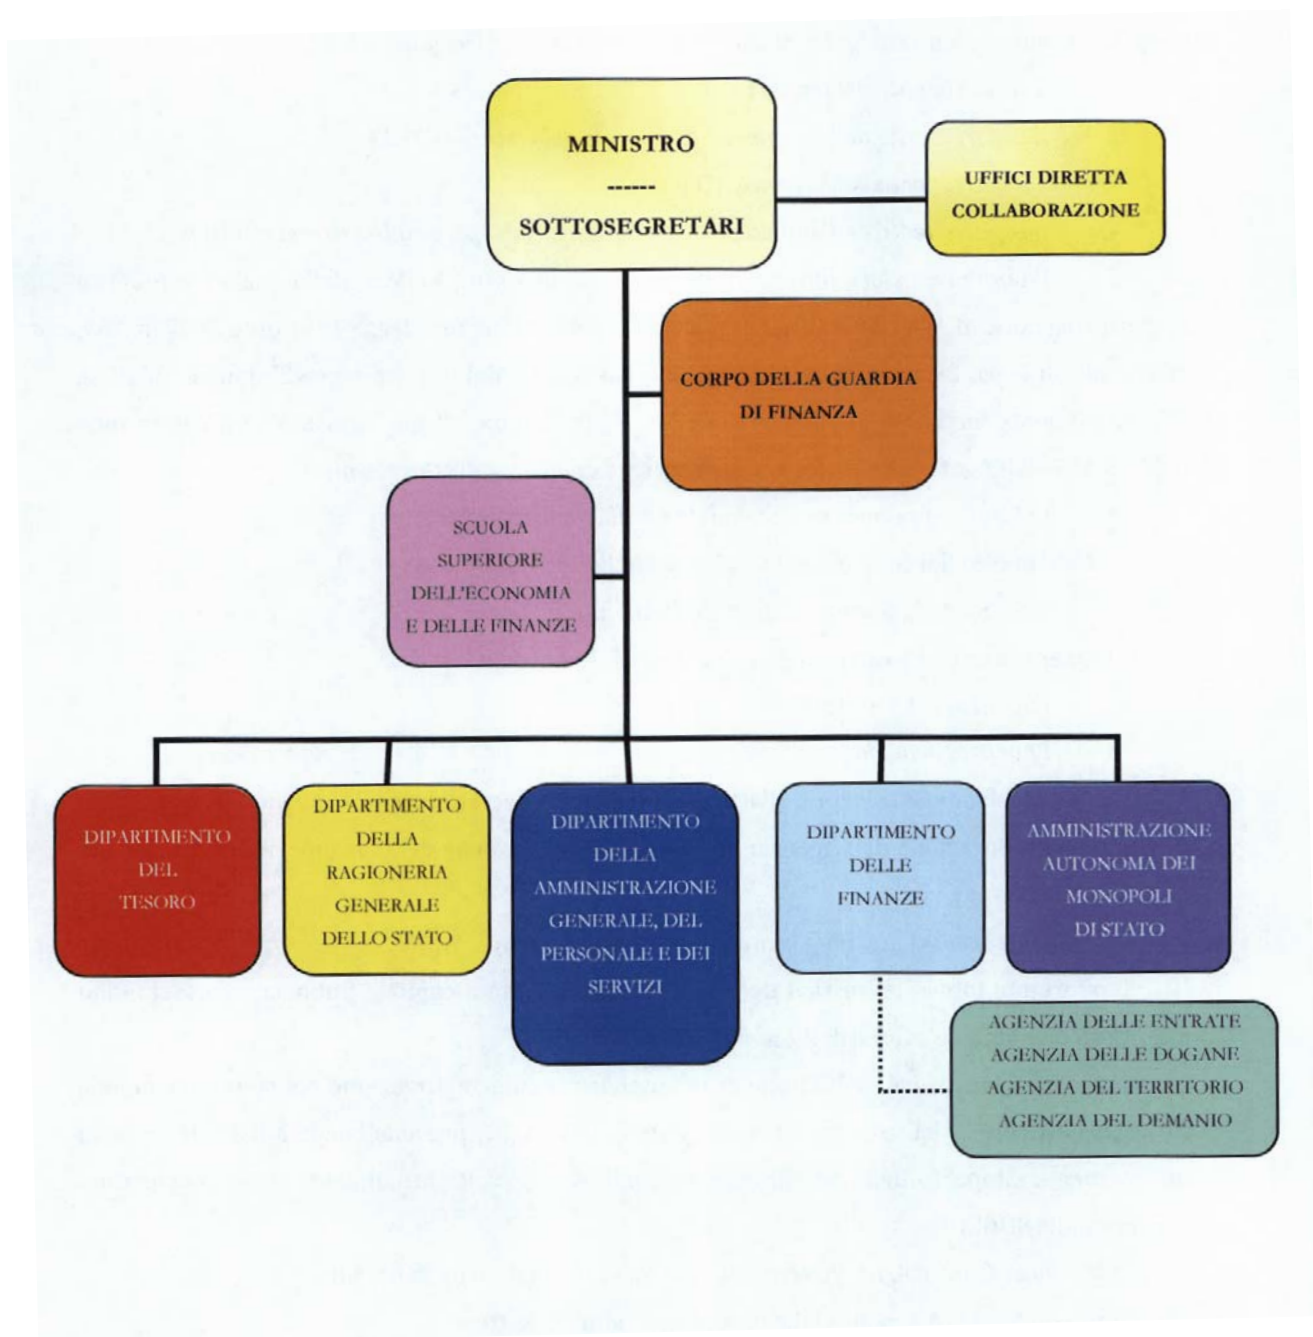 MINISTRO
------
SOTTOSEGRETARI
UFFICI DIRETTA
COLLABORAZIONE
CORPO DELLA GUARDIA
DI FINANZA
SCUOLA
SUPERIORE
DELL'ECONOMIA
E DELLE FINANZE
DIPARTIMENTO
DEL
TESORO
DIPARTIMENTO
DELLA
RAGIONERIA
GENERALE
DELLO STATO
DIPARTIMENTO
DELLA
AMMINISTRAZIONE
GENERALE, DEL
PERSONALE E DEI
SERVIZI
DIPARTIMENTO
DELLE
FINANZE
AMMINISTRAZIONE
AUTONOMA DEI
MONOPOLI
DI STATO
AGENZIA DELLE ENTRATE
AGENZIA DELLE DOGANE
AGENZIA DEL TERRITORIO
AGENZIA DEL DEMANIO